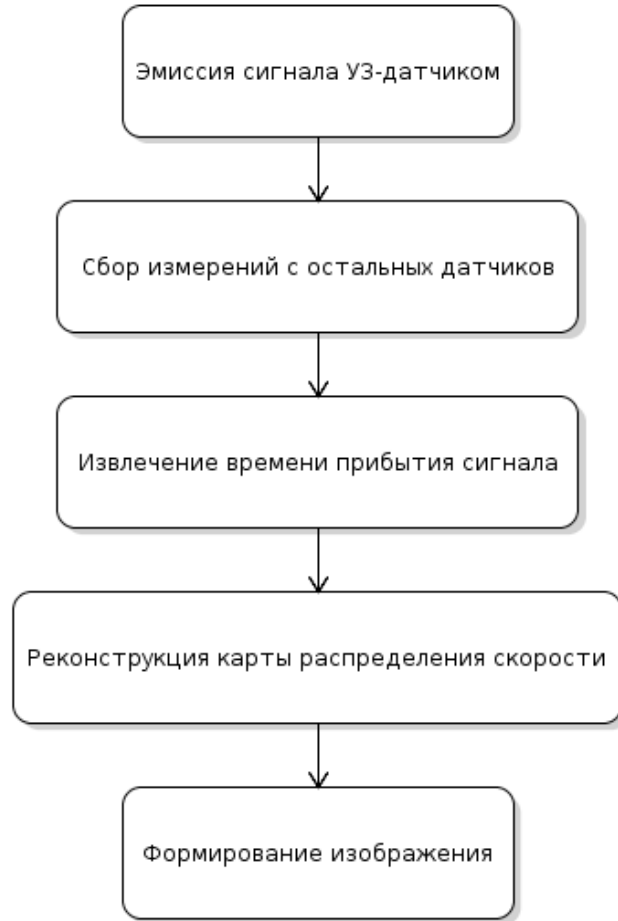 Эмиссия сигнала УЗ-датчиком
Сбор измерений с остальных датчиков
Извлечение времени прибытия сигнала
Реконструкция карты распределения скорости
Формирование изображения